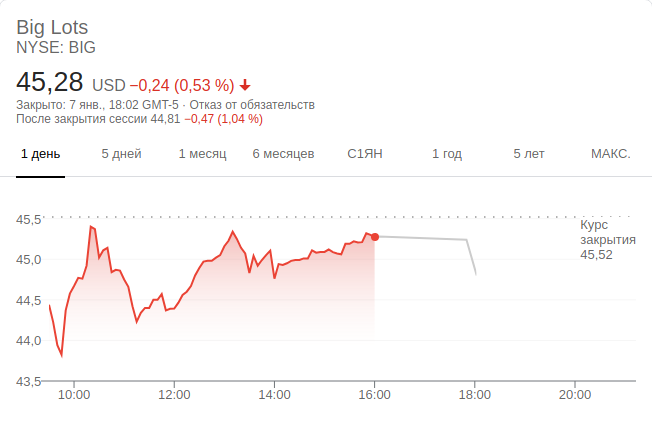 Big Lots
NYSE: BIG
45,28 USD −0,24 (0,53 %)
Закрыто: 7 янв., 18:02 GMT-5 · Отказ от обязательств
После закрытия сессии 44,81 −0,47 (1,04 %)
1 день 5 дней 1 месяц 6 месяцев С1ЯН 1 год 5 лет МАКС.
45,5
Курс
закрытия
45,52
45,0
44,5
44,0
43,5
10:00 12:00 14:00 16:00 18:00 20:00